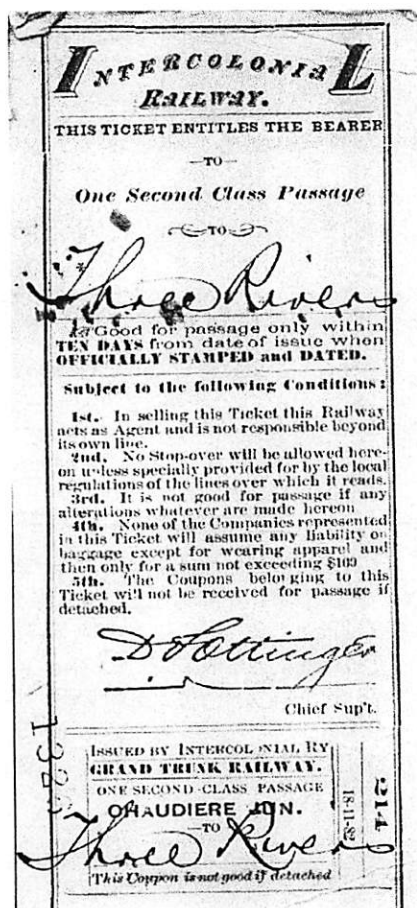 INTERCOLONIAL
RAILWAY.
THIS TICKET ENTITLES THE BEARER
—TO—
One Second Class Passage
TO
Three Rivers
Good for passage only within
TEN DAYS from date of issue when
OFFICIALLY STAMPED and DATED.
Subject to the following Conditions:
1st. In selling this Ticket this Railway
acts as Agent and is not responsible beyond
its own line.
2nd. No Stop-over will be allowed here-
on unless specially provided for by the local
regulations of the lines over which it reads.
3rd. It is not good for passage if any
alterations whatever are made hereon
4th. None of the Companies represented
in this Ticket will assume any liability on
baggage except for wearing apparel and
then only for a sum not exceeding $100
5th. The Coupons belonging to this
Ticket will not be received for passage if
detached.
D Pottinger
Chief Sup't.
ISSUED BY INTERCOLONIAL RY
GRAND TRUNK RAILWAY.
ONE SECOND-CLASS PASSAGE
CHAUDIERE JUN.
—TO
Three Rivers
This Coupon is not good if detached
18-11-82
214